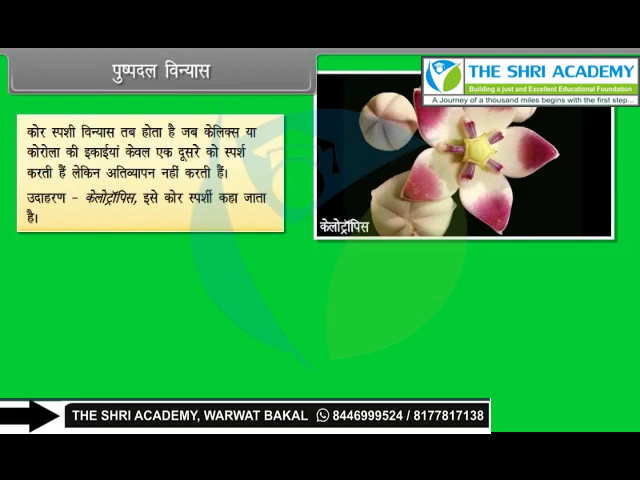 पुष्पदल विन्यास
THE SHRI ACADEMY
Building a just and Excellent Educational Foundation
A Journey of a thousand miles begins with the first step...
कोर स्पशी विन्यास तब होता है जब केलिक्स या
कोरोला की इकाईयां केवल एक दूसरे को स्पर्श
करती हैं लेकिन अतिव्यापन नहीं करती हैं।
उदाहरण - केलोट्रॉपिस, इसे कोर स्पर्शी कहा जाता
है।
केलोट्रॉपिस
THE SHRI ACADEMY, WARWAT BAKAL 8446999524 / 8177817138